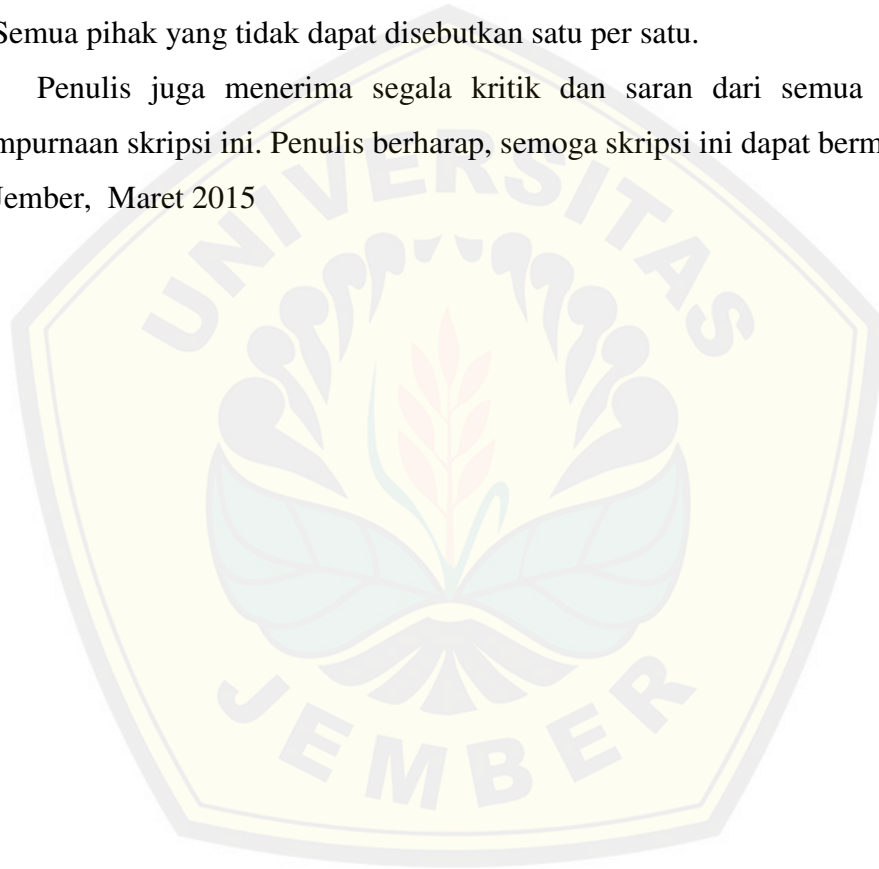 Semua pihak yang tidak dapat disebutkan satu per satu.
Penulis juga menerima segala kritik dan saran dari semua
mpurnaan skripsi ini. Penulis berharap, semoga skripsi ini dapat berm
Jember, Maret 2015
UNIVERSITAS
JEMBER